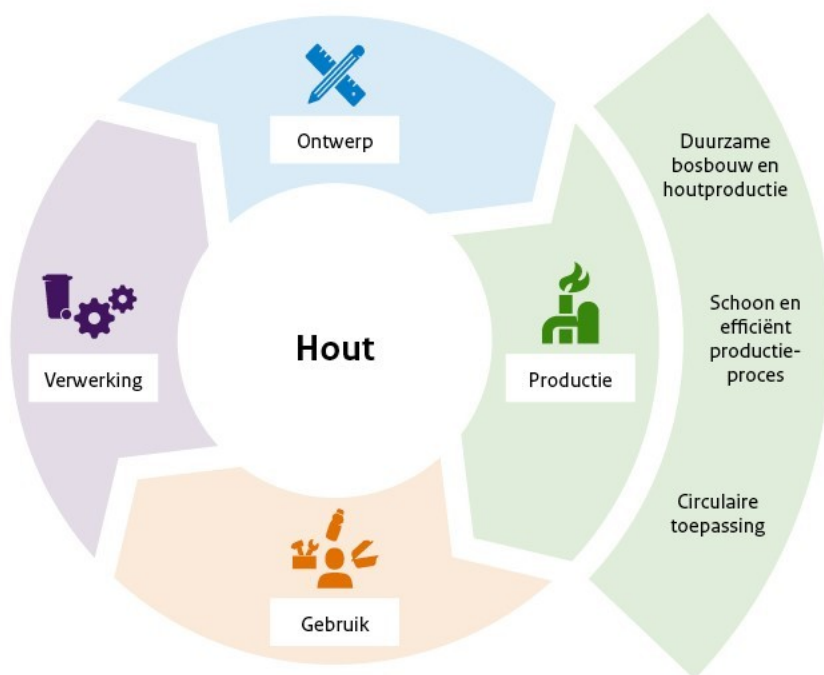 Ontwerp
Duurzame
bosbouw en
houtproductie
Verwerking
Hout
Productie
Schoon en
efficiënt
productie-
proces
Circulaire
toepassing
Gebruik